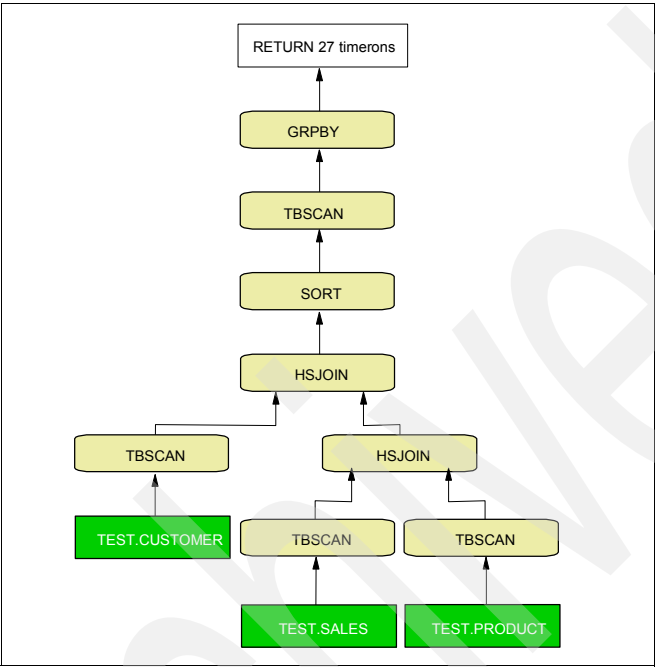 RETURN 27 timerons
GRPBY
TBSCAN
SORT
HSJOIN
TBSCAN
HSJOIN
TEST.CUSTOMER
TBSCAN
TBSCAN
TEST.SALES
TEST.PRODUCT